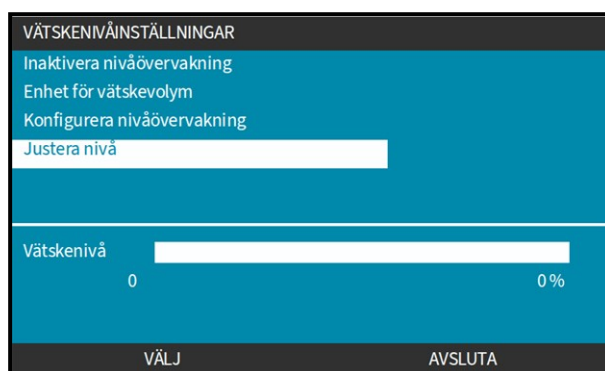 VÄTSKENIVÅINSTÄLLNINGAR
Inaktivera nivåövervakning
Enhet för vätskevolym
Konfigurera nivåövervakning
Justera nivå
Vätskenivå
0 0 %
VÄLJ AVSLUTA